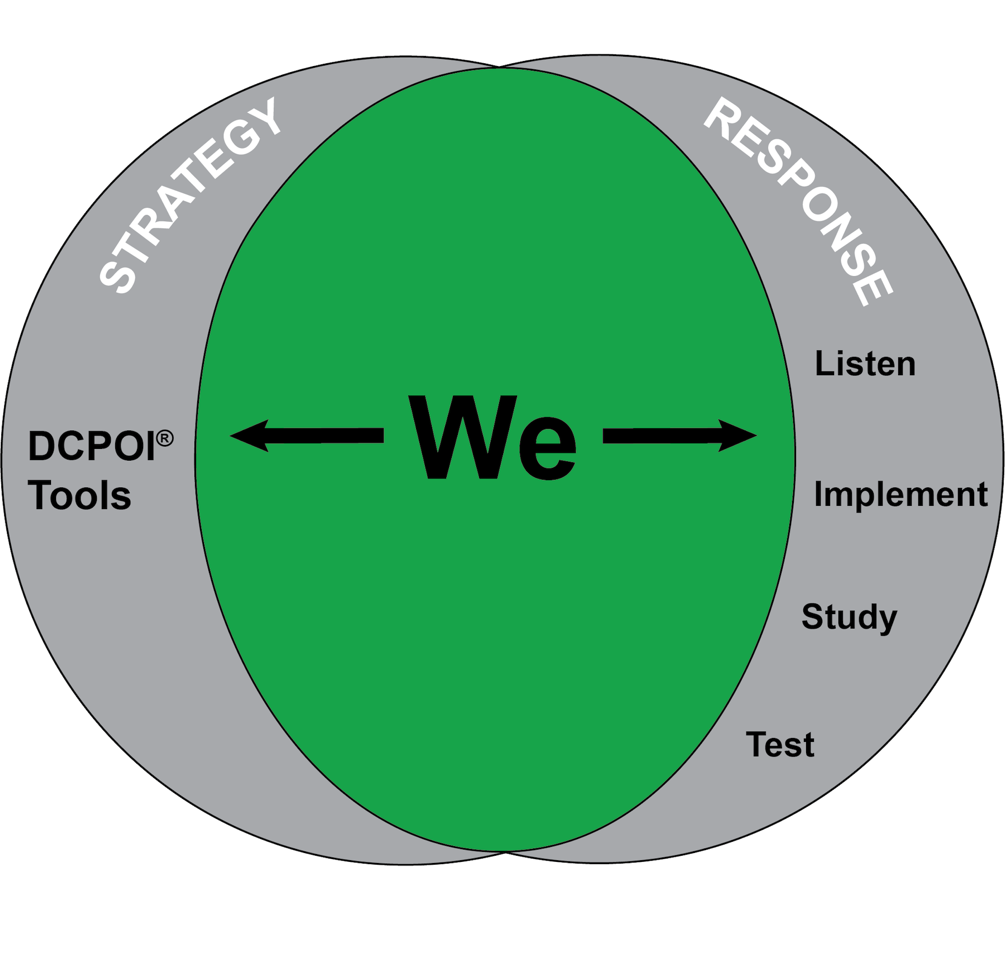 STRATEGY
RESPONSE
Listen
We
DCPOI®
Tools
Implement
Study
Test